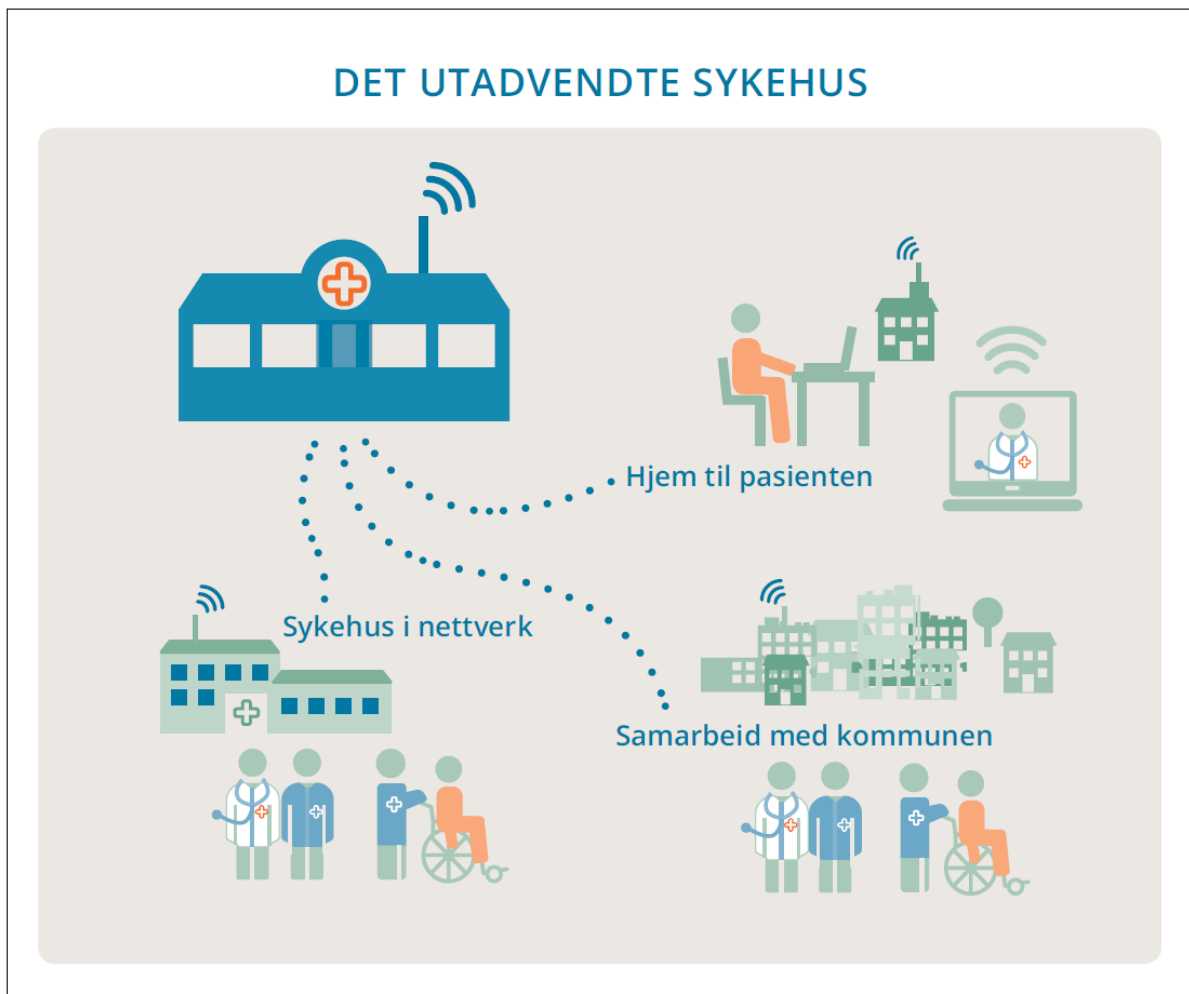 DET UTADVENDTE SYKEHUS
Hjem til pasienten
Sykehus i nettverk
Samarbeid med kommunen